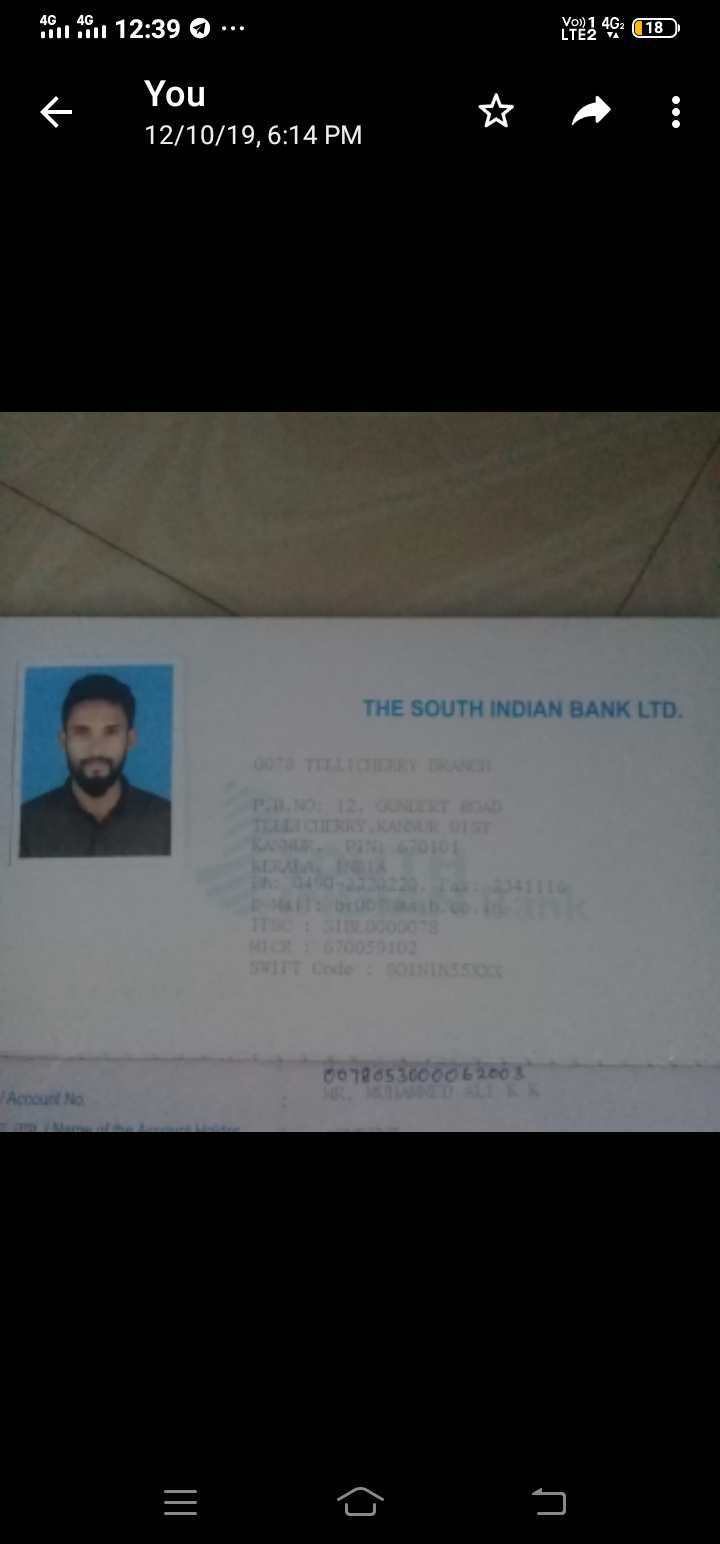 4G 4G 12:39
Vo)) 1 4G2
LTE2
18
You
12/10/19, 6:14 PM
THE SOUTH INDIAN BANK LTD.
0078 TELLICHERRY BRANCH
P.B.NO: 12, GUNDERT ROAD
TELLICHERRY,KANNUR DIST
KANNUR, PIN: 670101
KERALA, INDIA
Ph: 0490-2320220, Fax: 2341116
E-Mail: br0078@sib.co.in
IFSC : SIBL0000078
MICR : 670059102
SWIFT Code : SOININ55XXX
Bank
0078053000062003
/Account No.
MR. MUHAMMED ALI K K
/ Name of the Account Holder